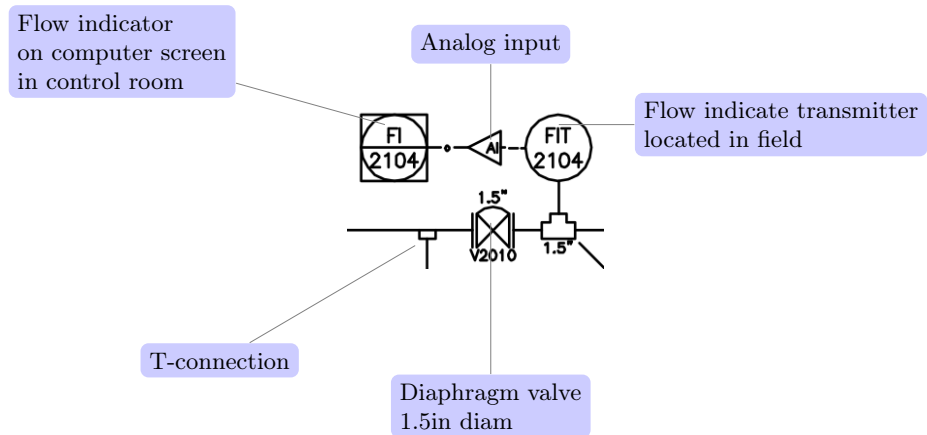 Flow indicator
on computer screen
in control room
Analog input
Flow indicate transmitter
located in field
FI
2104
AI
FIT
2104
1.5"
V2010
1.5"
T-connection
Diaphragm valve
1.5in diam